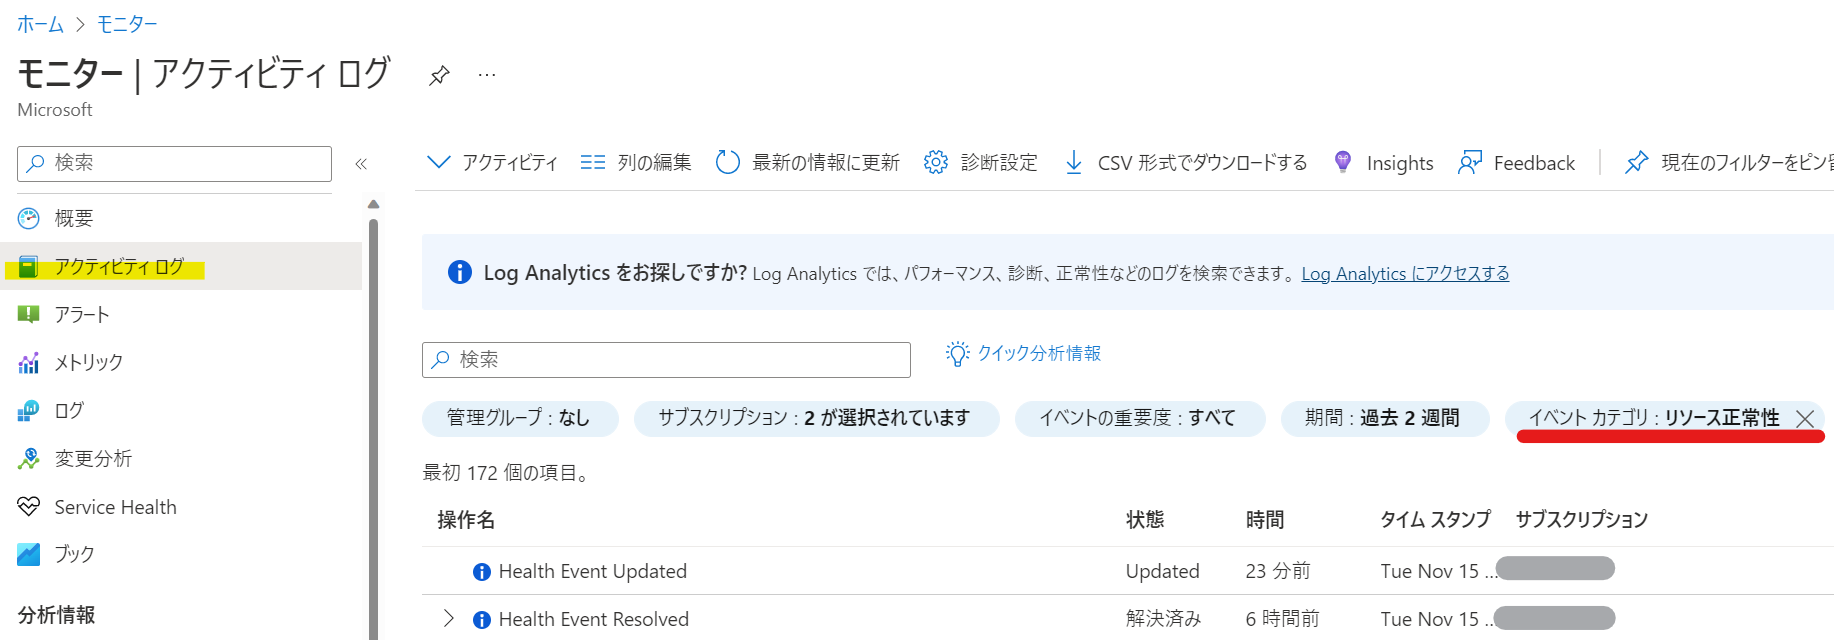 ホーム > モニター
モニター | アクティビティ ログ ...
Microsoft
検索 «
概要
アクティビティ ログ
アラート
メトリック
ログ
変更分析
Service Health
ブック
分析情報
アクティビティ 列の編集 最新の情報に更新 診断設定 CSV 形式でダウンロードする Insights Feedback 現在のフィルターをピン
Log Analytics をお探しですか? Log Analytics では、パフォーマンス、診断、正常性などのログを検索できます。 Log Analytics にアクセスする
検索 クイック分析情報
管理グループ : なし サブスクリプション : 2 が選択されています イベントの重要度 : すべて 期間 : 過去 2 週間 イベント カテゴリ : リソース正常性
最初 172 個の項目。
操作名 状態 時間 タイム スタンプ サブスクリプション
Health Event Updated Updated 23 分前 Tue Nov 15 ...
Health Event Resolved 解決済み 6 時間前 Tue Nov 15 ...